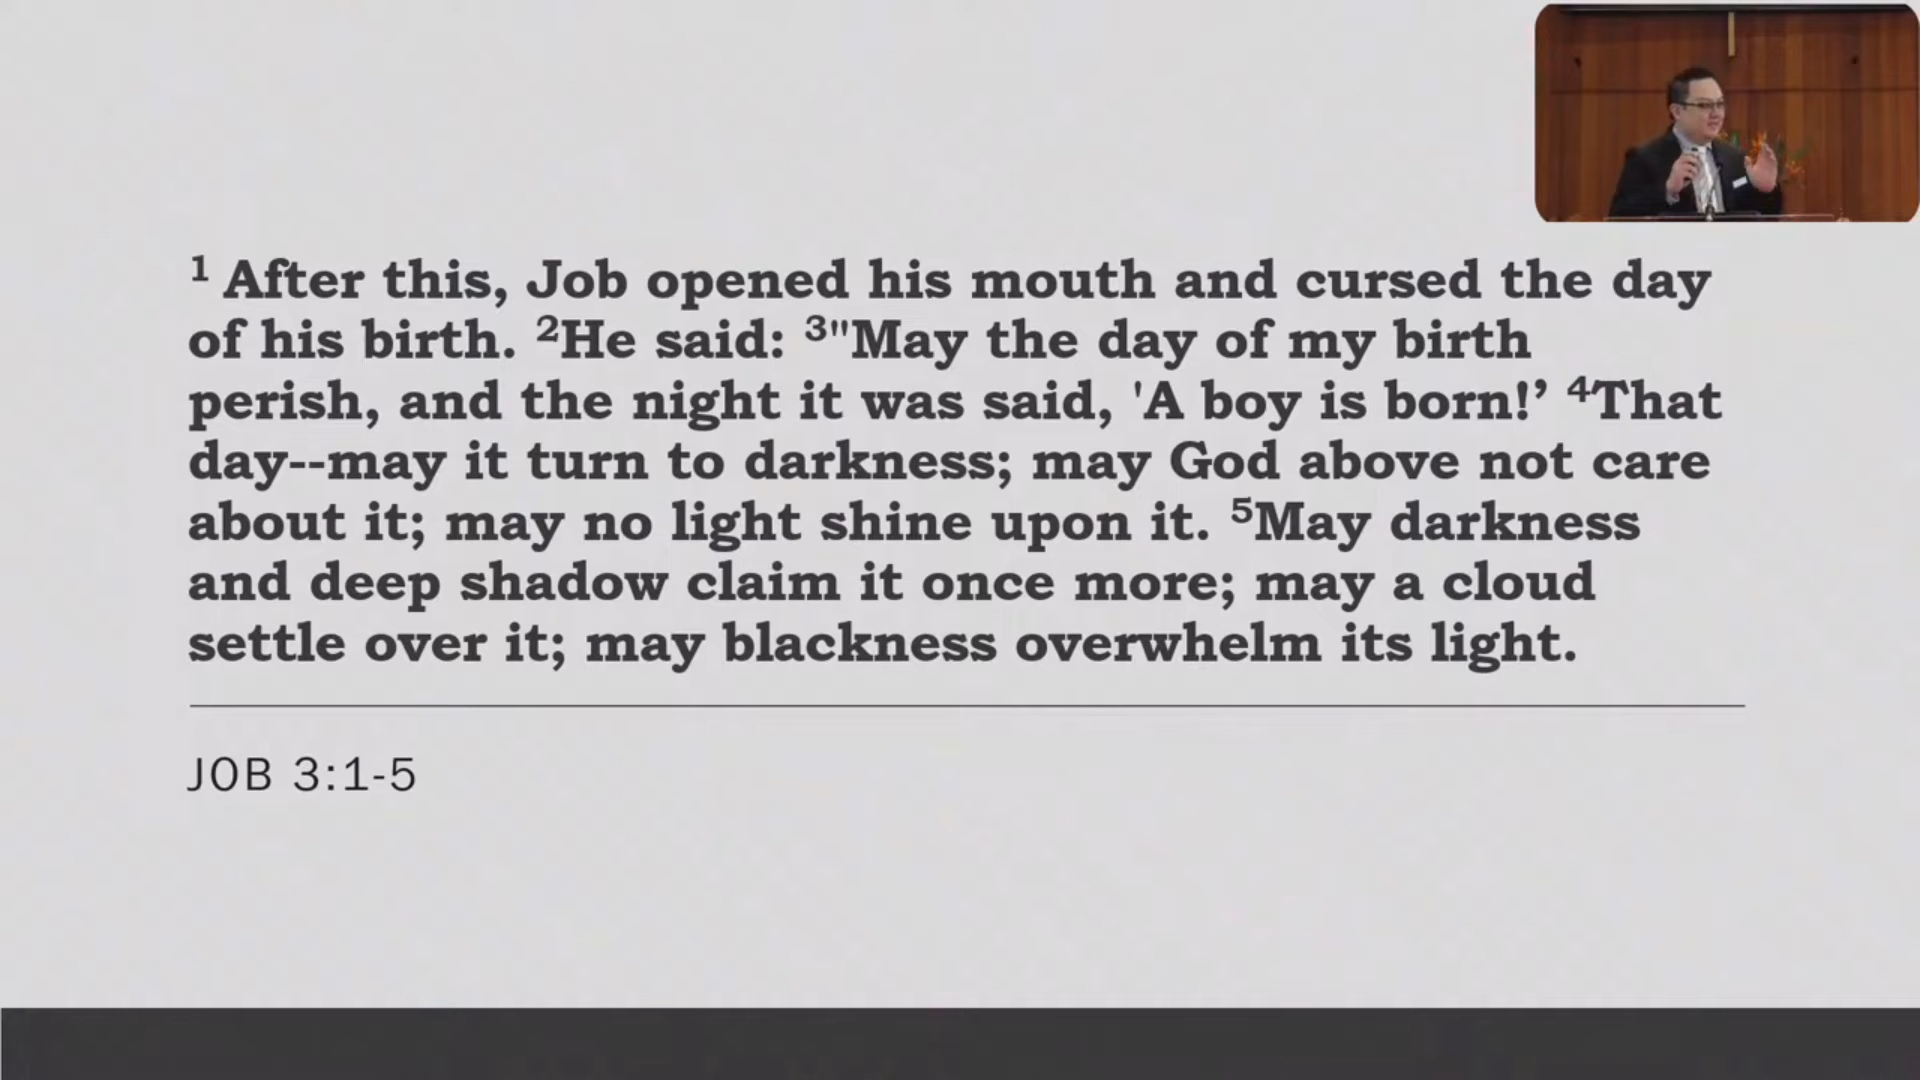 ¹ After this, Job opened his mouth and cursed the day
of his birth. ²He said: ³"May the day of my birth
perish, and the night it was said, 'A boy is born!’ ⁴That
day--may it turn to darkness; may God above not care
about it; may no light shine upon it. ⁵May darkness
and deep shadow claim it once more; may a cloud
settle over it; may blackness overwhelm its light.
JOB 3:1-5